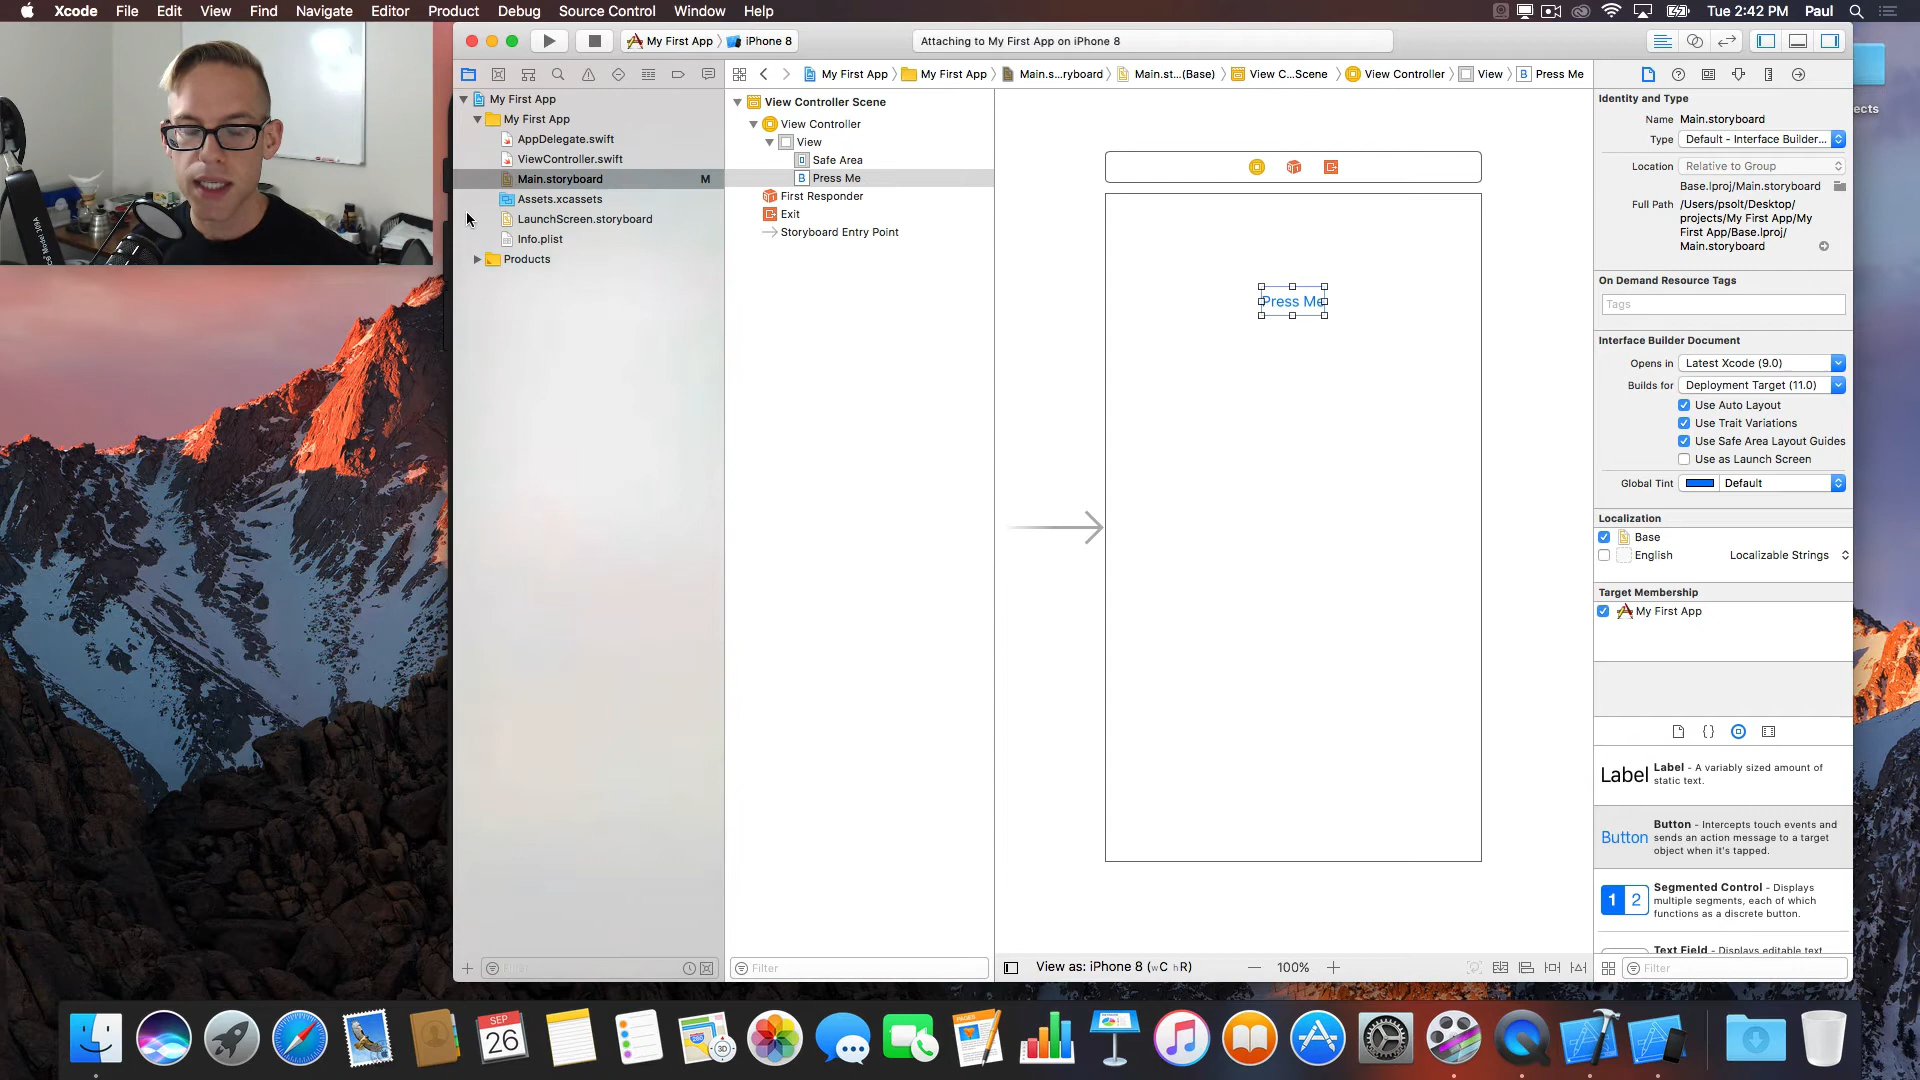 Xcode File Edit View Find Navigate Editor Product Debug Source Control Window Help
Tue 2:42 PM Paul
My First App iPhone 8
Attaching to My First App on iPhone 8
My First App
My First App
AppDelegate.swift
ViewController.swift
Main.storyboard M
Assets.xcassets
LaunchScreen.storyboard
Info.plist
Products
Filter
My First App My First App Main.s...ryboard Main.st...(Base) View C...Scene View Controller View B Press Me
View Controller Scene
View Controller
View
Safe Area
B Press Me
First Responder
Exit
Storyboard Entry Point
Filter
Press Me
View as: iPhone 8 (wC hR)
100%
Identity and Type
Name Main.storyboard
Type Default - Interface Builder...
Location Relative to Group
Base.lproj/Main.storyboard
Full Path /Users/psolt/Desktop/
projects/My First App/My
First App/Base.lproj/
Main.storyboard
On Demand Resource Tags
Tags
Interface Builder Document
Opens in Latest Xcode (9.0)
Builds for Deployment Target (11.0)
Use Auto Layout
Use Trait Variations
Use Safe Area Layout Guides
Use as Launch Screen
Global Tint Default
Localization
Base
English Localizable Strings
Target Membership
My First App
Label Label - A variably sized amount of
static text.
Button Button - Intercepts touch events and
sends an action message to a target
object when it's tapped.
1 2 Segmented Control - Displays
multiple segments, each of which
functions as a discrete button.
Text Field - Displays editable text
Filter
ects
SEP
26
PAGES
3D